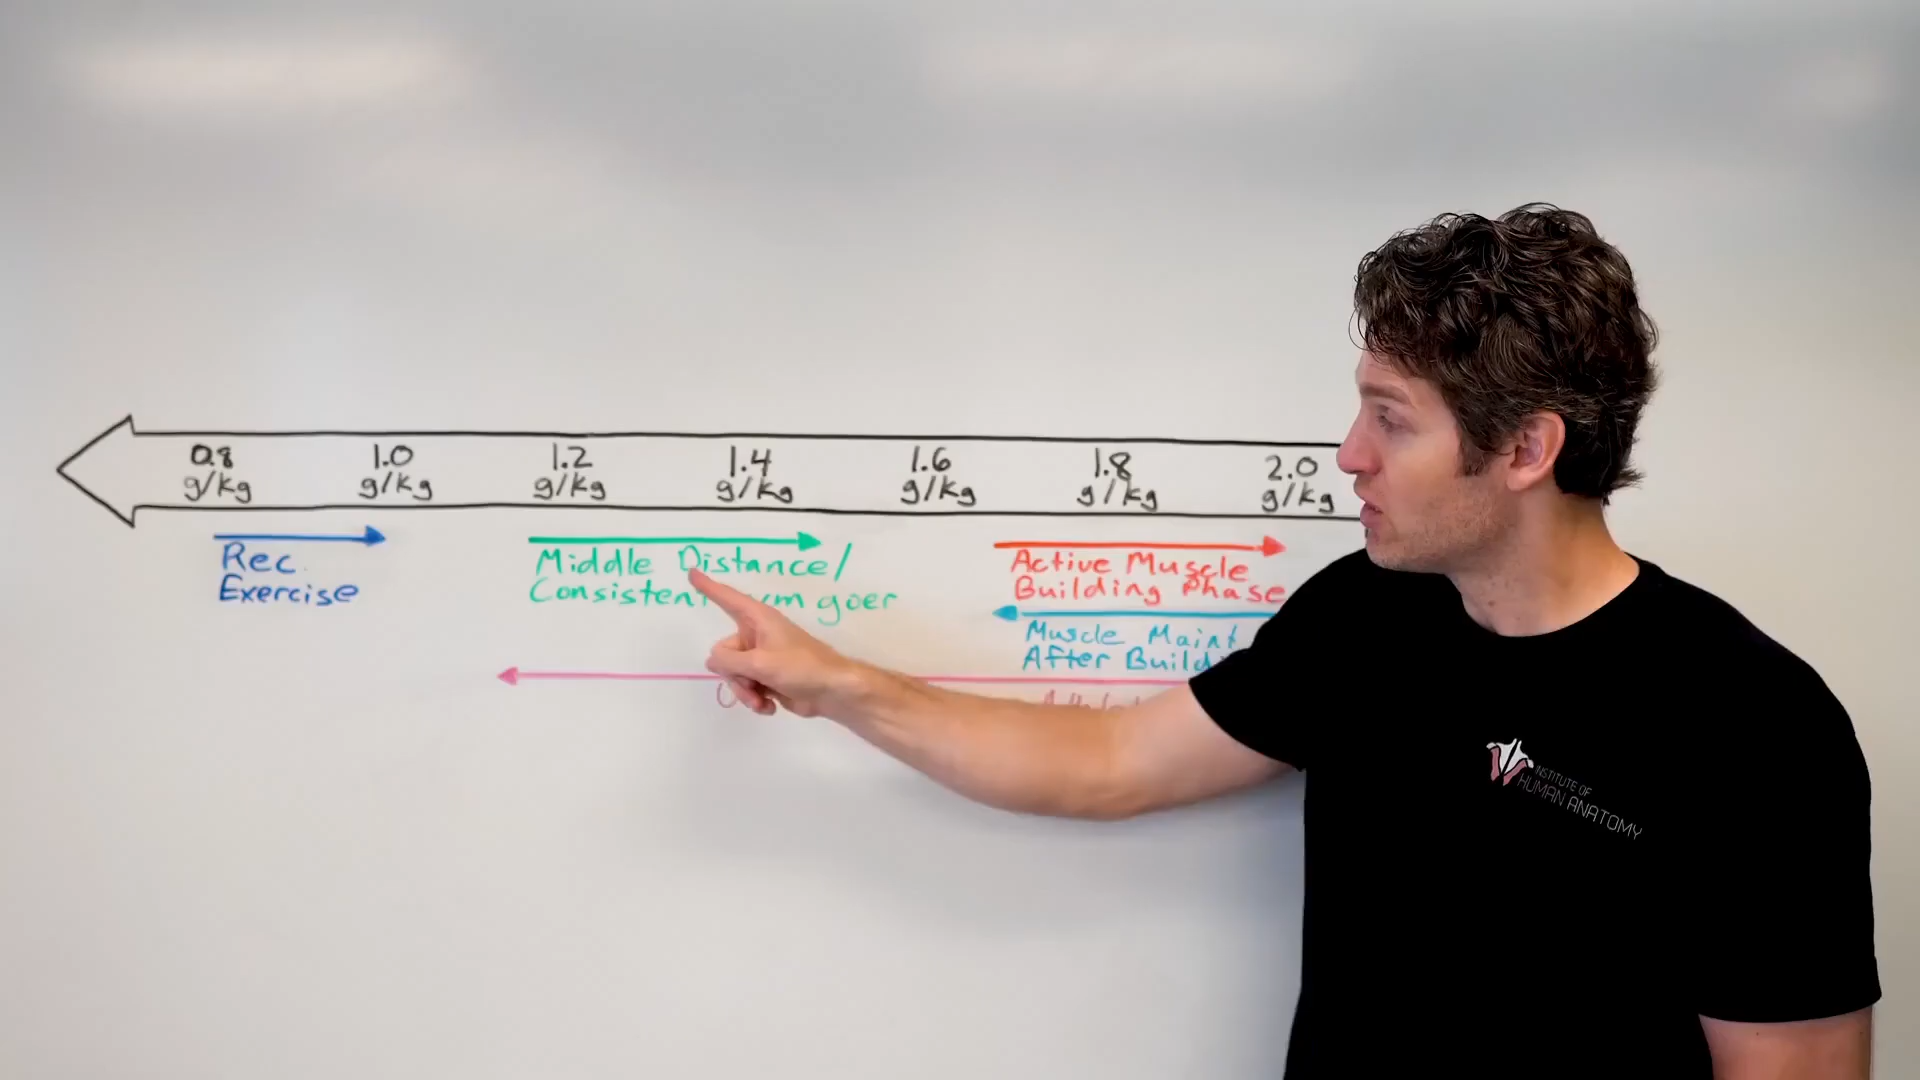 0.8 1.0 1.2 1.4 1.6 1.8 2.0
g/kg g/kg g/kg g/kg g/kg g/kg g/kg
Rec. Exercise
Middle Distance/
Consistent goer
Active Muscle
Building Phase
Muscle Maint
After
INSTITUTE OF
HUMAN ANATOMY